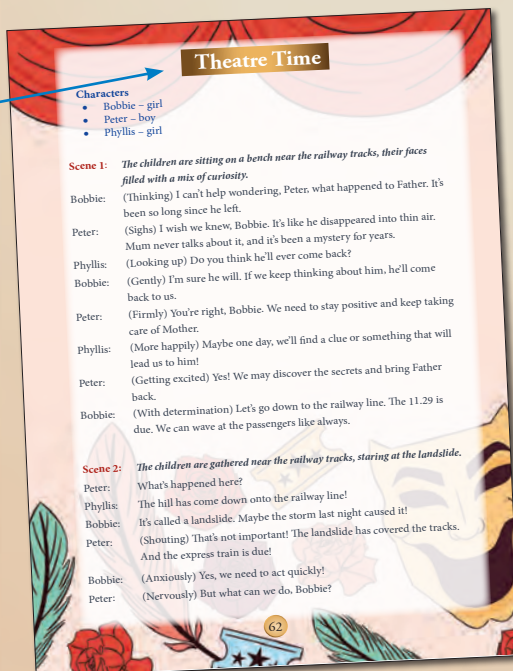 Theatre Time
Characters
• Bobbie – girl
• Peter – boy
• Phyllis – girl
Scene 1: The children are sitting on a bench near the railway tracks, their faces
filled with a mix of curiosity.
Bobbie: (Thinking) I can't help wondering, Peter, what happened to Father. It's
been so long since he left.
Peter: (Sighs) I wish we knew, Bobbie. It's like he disappeared into thin air.
Mum never talks about it, and it's been a mystery for years.
Phyllis: (Looking up) Do you think he'll ever come back?
Bobbie: (Gently) I'm sure he will. If we keep thinking about him, he'll come
back to us.
Peter: (Firmly) You're right, Bobbie. We need to stay positive and keep taking
care of Mother.
Phyllis: (More happily) Maybe one day, we'll find a clue or something that will
lead us to him!
Peter: (Getting excited) Yes! We may discover the secrets and bring Father
back.
Bobbie: (With determination) Let's go down to the railway line. The 11.29 is
due. We can wave at the passengers like always.
Scene 2: The children are gathered near the railway tracks, staring at the landslide.
Peter: What's happened here?
Phyllis: The hill has come down onto the railway line!
Bobbie: It's called a landslide. Maybe the storm last night caused it!
Peter: (Shouting) That's not important! The landslide has covered the tracks.
And the express train is due!
Bobbie: (Anxiously) Yes, we need to act quickly!
Peter: (Nervously) But what can we do, Bobbie?
62